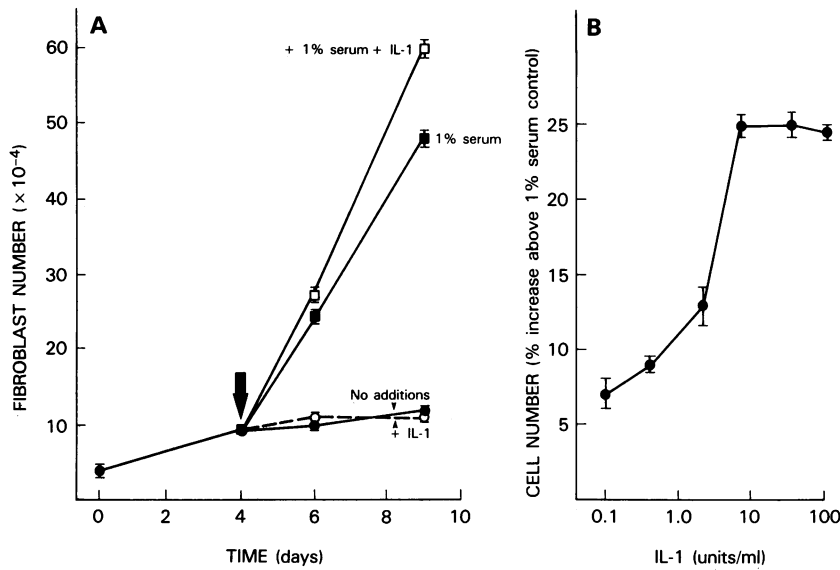 A
+ 1% serum + IL-1
1% serum
No additions
+ IL-1
60
50
40
30
20
10
FIBROBLAST NUMBER (×10⁻⁴)
0 2 4 6 8 10
TIME (days)
B
25
20
15
10
5
CELL NUMBER (% increase above 1% serum control)
0.1 1.0 10 100
IL-1 (units/ml)